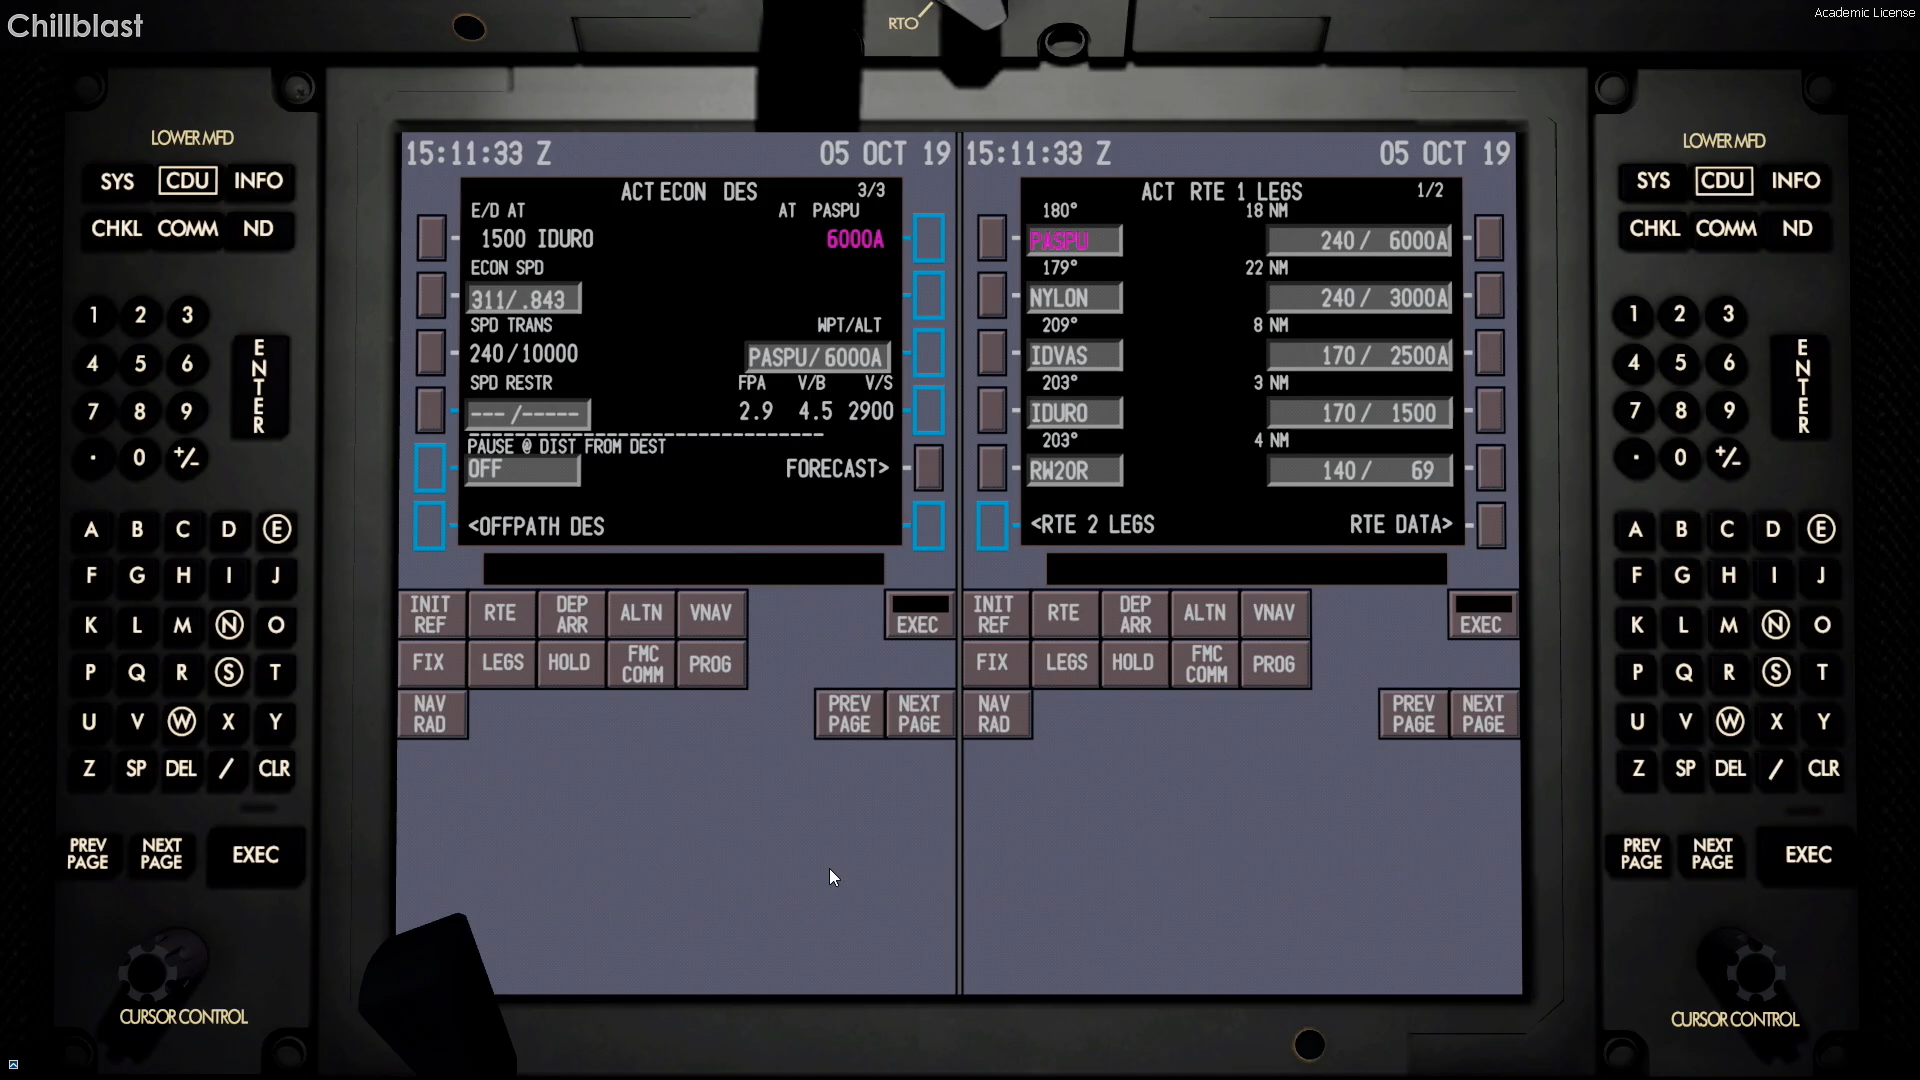 Chillblast
RTO
Academic License
LOWER MFD
SYS CDU INFO
CHKL COMM ND
1 2 3
4 5 6
7 8 9
· 0 +/-
ENTER
A B C D E
F G H I J
K L M N O
P Q R S T
U V W X Y
Z SP DEL / CLR
PREV PAGE
NEXT PAGE
EXEC
CURSOR CONTROL
15:11:33 Z 05 OCT 19
ACT ECON DES 3/3
E/D AT AT PASPU
1500 IDURO 6000A
ECON SPD
311/.843
SPD TRANS WPT/ALT
240/10000 PASPU/6000A
SPD RESTR FPA V/B V/S
---/----- 2.9 4.5 2900
--------------------------------
PAUSE @ DIST FROM DEST
OFF FORECAST>
<OFFPATH DES
INIT REF
RTE
DEP ARR
ALTN
VNAV
EXEC
FIX
LEGS
HOLD
FMC COMM
PROG
NAV RAD
PREV PAGE
NEXT PAGE
15:11:33 Z 05 OCT 19
ACT RTE 1 LEGS 1/2
180° 18 NM
PASPU 240/ 6000A
179° 22 NM
NYLON 240/ 3000A
209° 8 NM
IDVAS 170/ 2500A
203° 3 NM
IDURO 170/ 1500
203° 4 NM
RW20R 140/ 69
<RTE 2 LEGS RTE DATA>
INIT REF
RTE
DEP ARR
ALTN
VNAV
EXEC
FIX
LEGS
HOLD
FMC COMM
PROG
NAV RAD
PREV PAGE
NEXT PAGE
LOWER MFD
SYS CDU INFO
CHKL COMM ND
1 2 3
4 5 6
7 8 9
· 0 +/-
ENTER
A B C D E
F G H I J
K L M N O
P Q R S T
U V W X Y
Z SP DEL / CLR
PREV PAGE
NEXT PAGE
EXEC
CURSOR CONTROL